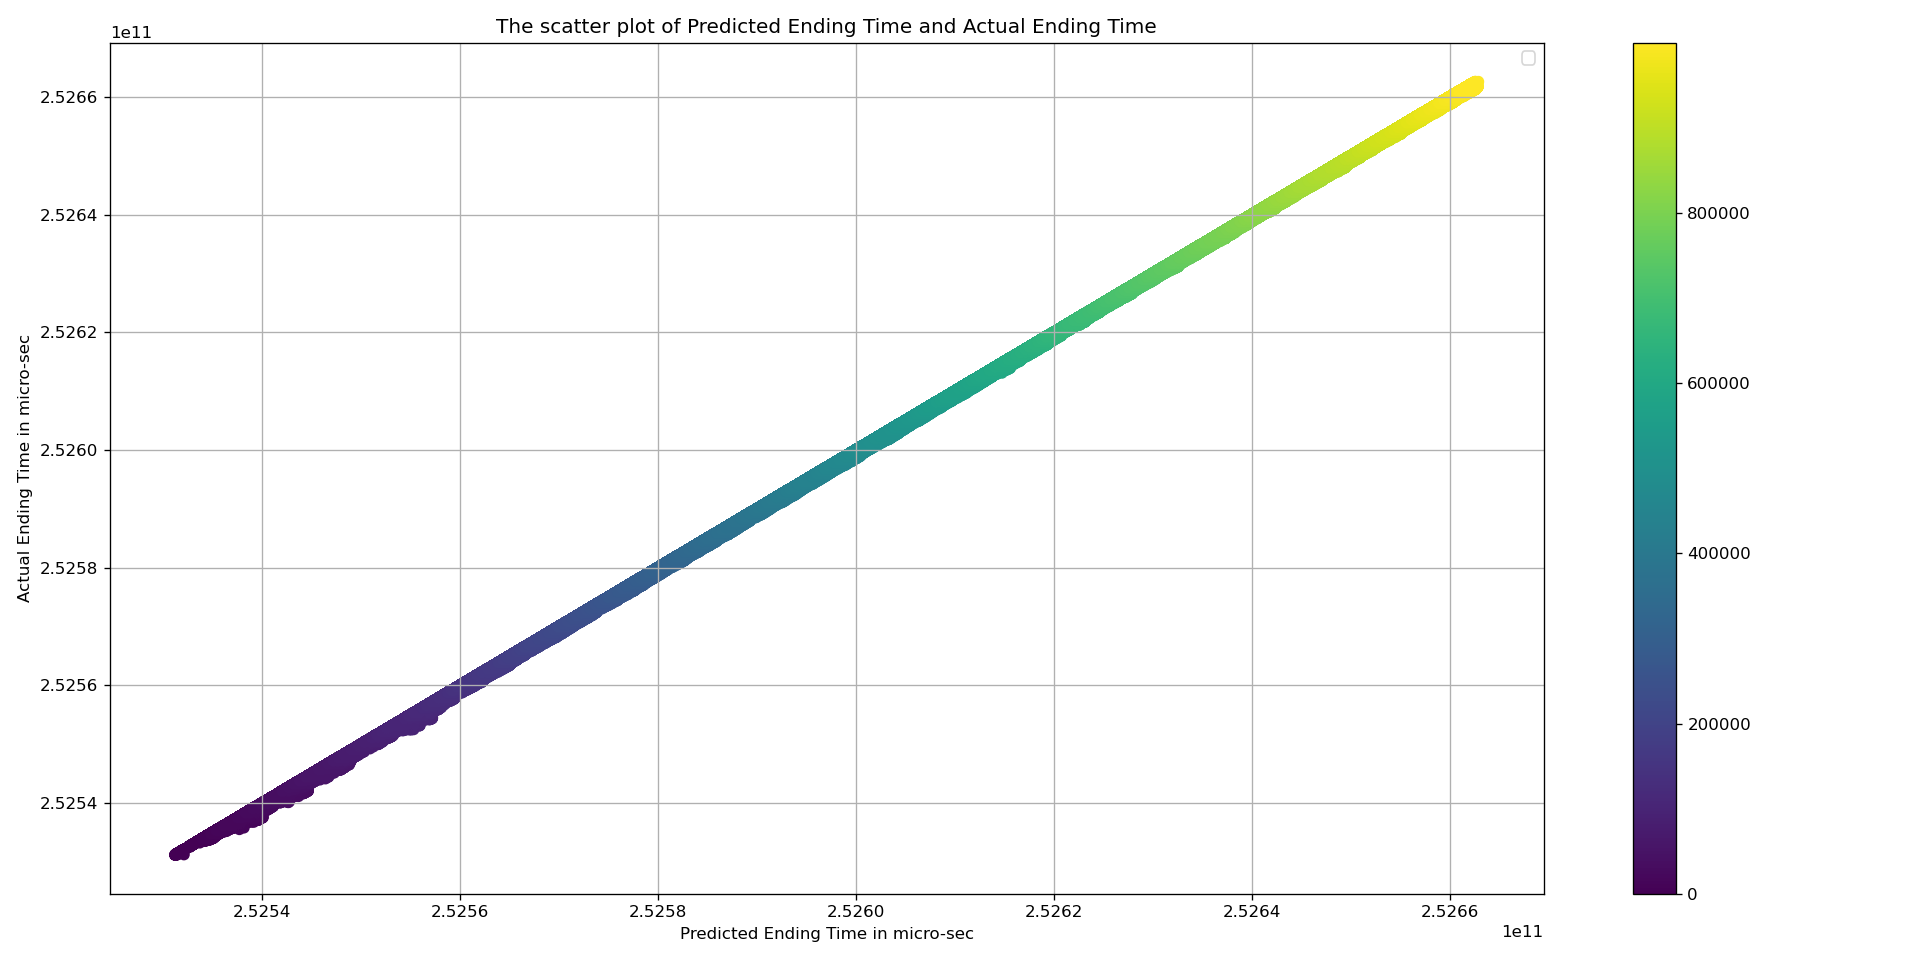 The scatter plot of Predicted Ending Time and Actual Ending Time
1e11
2.5266
2.5264
2.5262
2.5260
2.5258
2.5256
2.5254
Actual Ending Time in micro-sec
2.5254 2.5256 2.5258 2.5260 2.5262 2.5264 2.5266
Predicted Ending Time in micro-sec
1e11
800000
600000
400000
200000
0